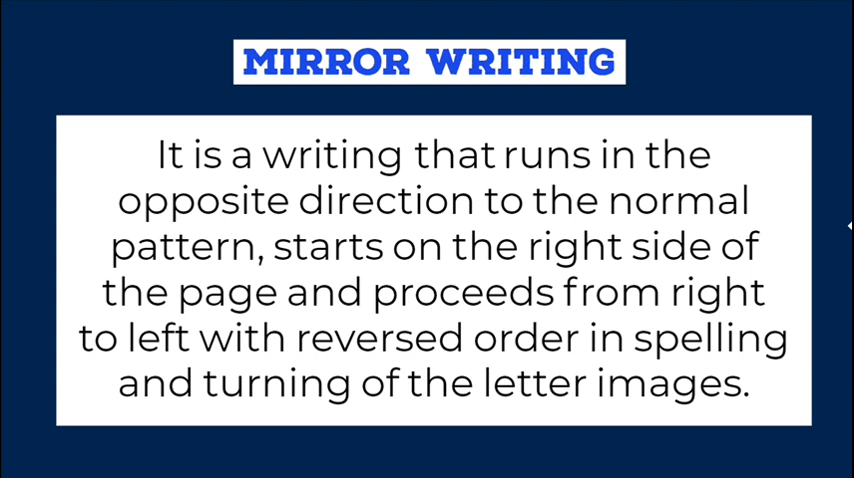 MIRROR WRITING
It is a writing that runs in the
opposite direction to the normal
pattern, starts on the right side of
the page and proceeds from right
to left with reversed order in spelling
and turning of the letter images.